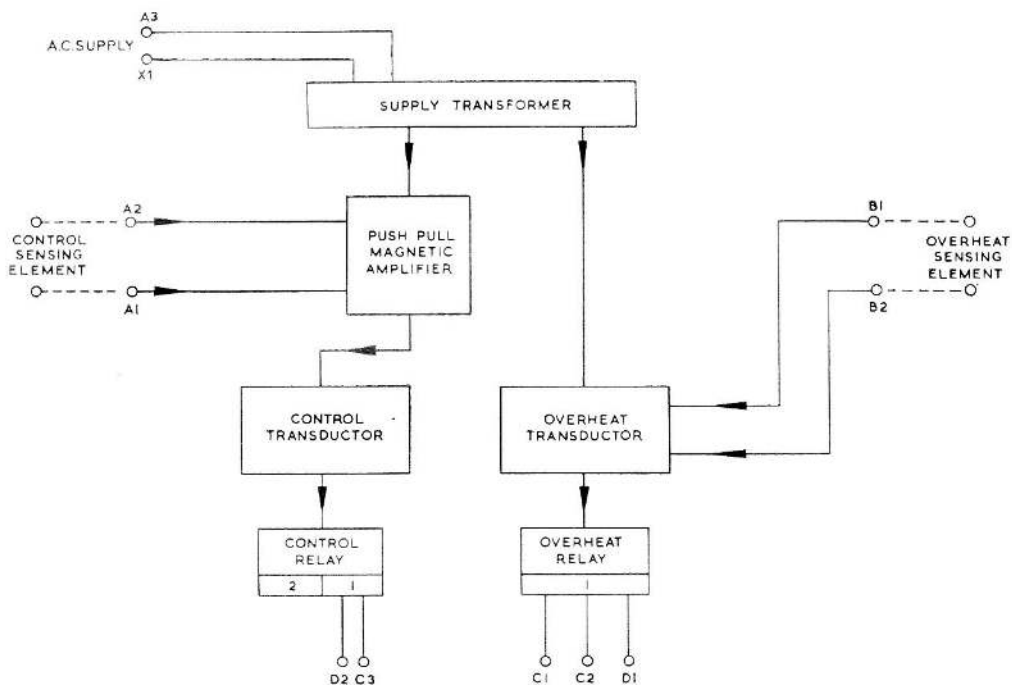 A3
A.C. SUPPLY
X1
SUPPLY TRANSFORMER
A2
CONTROL
SENSING
ELEMENT
A1
PUSH PULL
MAGNETIC
AMPLIFIER
B1
OVERHEAT
SENSING
ELEMENT
B2
CONTROL
TRANSDUCTOR
OVERHEAT
TRANSDUCTOR
CONTROL
RELAY
2 1
OVERHEAT
RELAY
1
D2 C3
C1 C2 D1